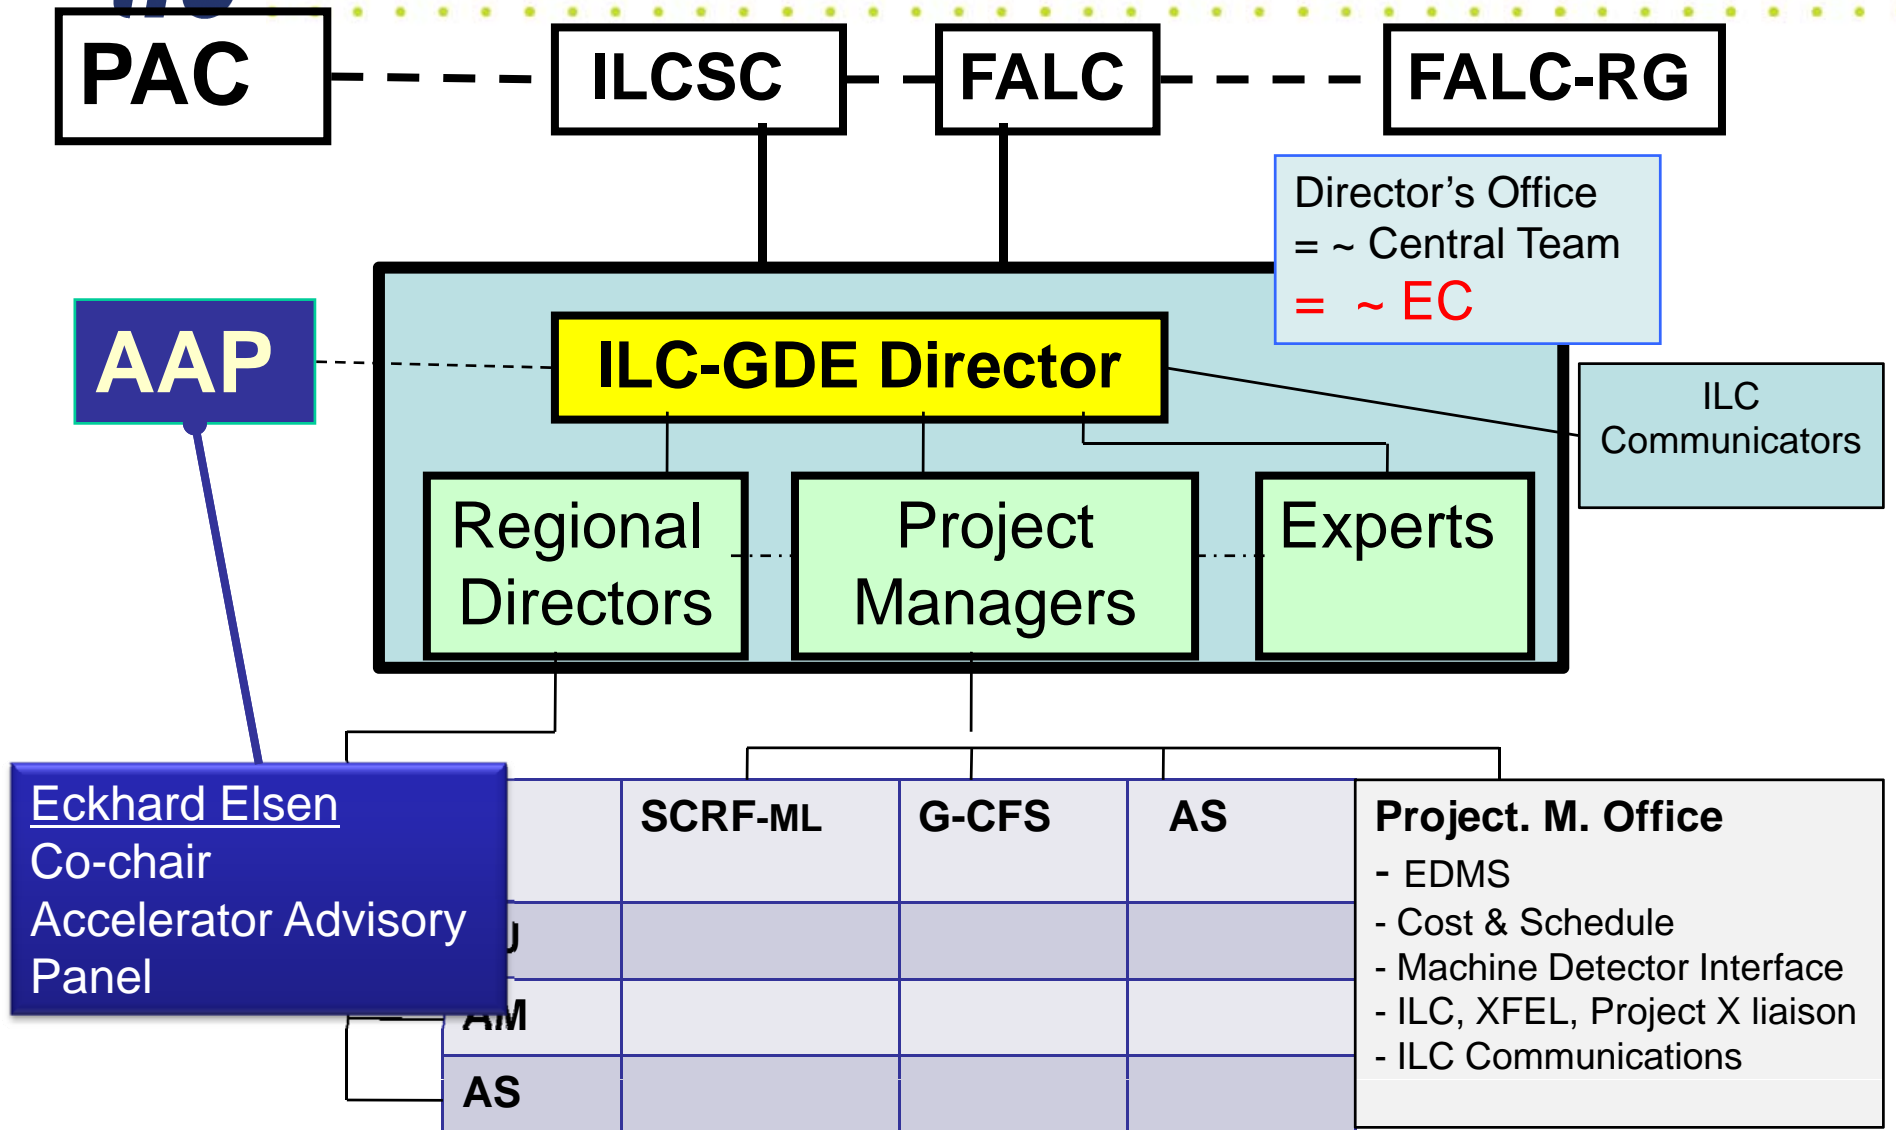 PAC
ILCSC
FALC
FALC-RG
Director's Office
= ~ Central Team
= ~ EC
AAP
ILC-GDE Director
ILC
Communicators
Regional
Directors
Project
Managers
Experts
Eckhard Elsen
Co-chair
Accelerator Advisory
Panel
SCRF-ML
G-CFS
AS
Project. M. Office
- EDMS
- Cost & Schedule
- Machine Detector Interface
- ILC, XFEL, Project X liaison
- ILC Communications
AM
AS